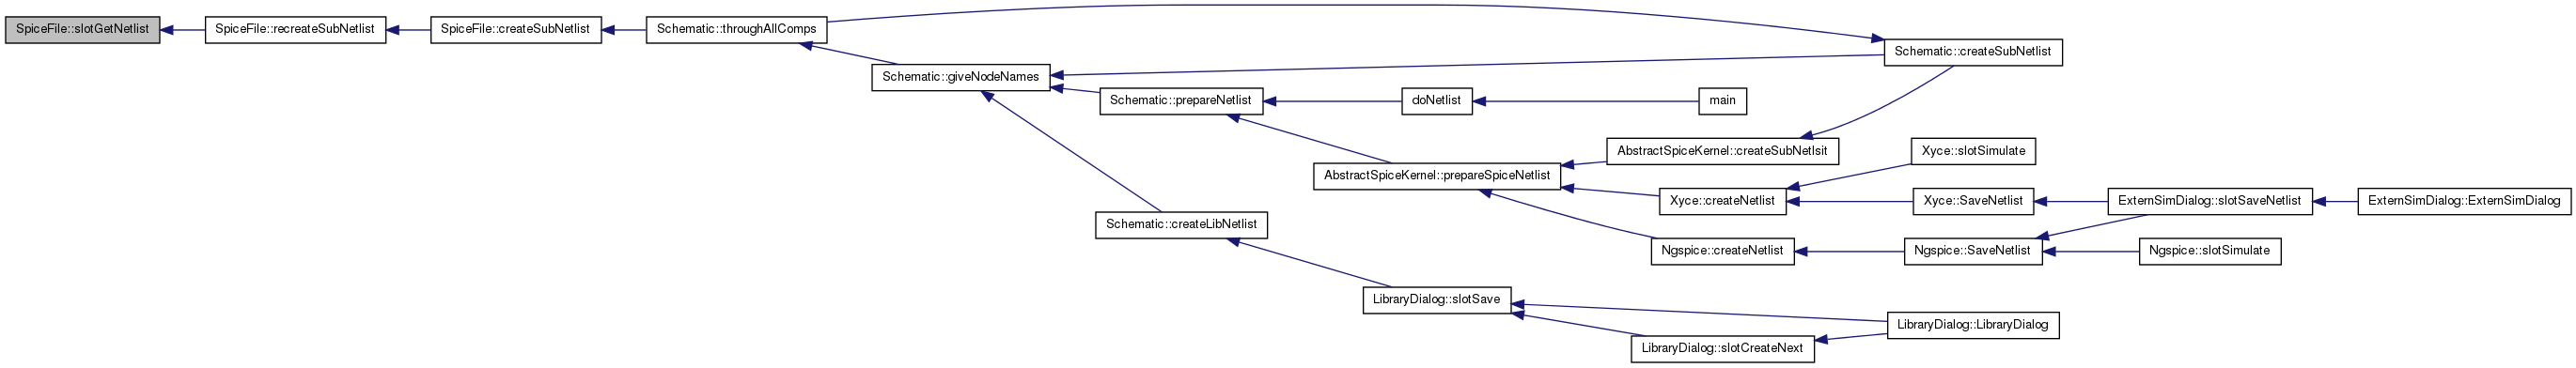 SpiceFile::slotGetNetlist
SpiceFile::recreateSubNetlist
SpiceFile::createSubNetlist
Schematic::throughAllComps
Schematic::createSubNetlist
Schematic::giveNodeNames
Schematic::prepareNetlist
doNetlist
main
AbstractSpiceKernel::createSubNetlsit
Xyce::slotSimulate
AbstractSpiceKernel::prepareSpiceNetlist
Xyce::createNetlist
Xyce::SaveNetlist
ExternSimDialog::slotSaveNetlist
ExternSimDialog::ExternSimDialog
Schematic::createLibNetlist
Ngspice::createNetlist
Ngspice::SaveNetlist
Ngspice::slotSimulate
LibraryDialog::slotSave
LibraryDialog::LibraryDialog
LibraryDialog::slotCreateNext